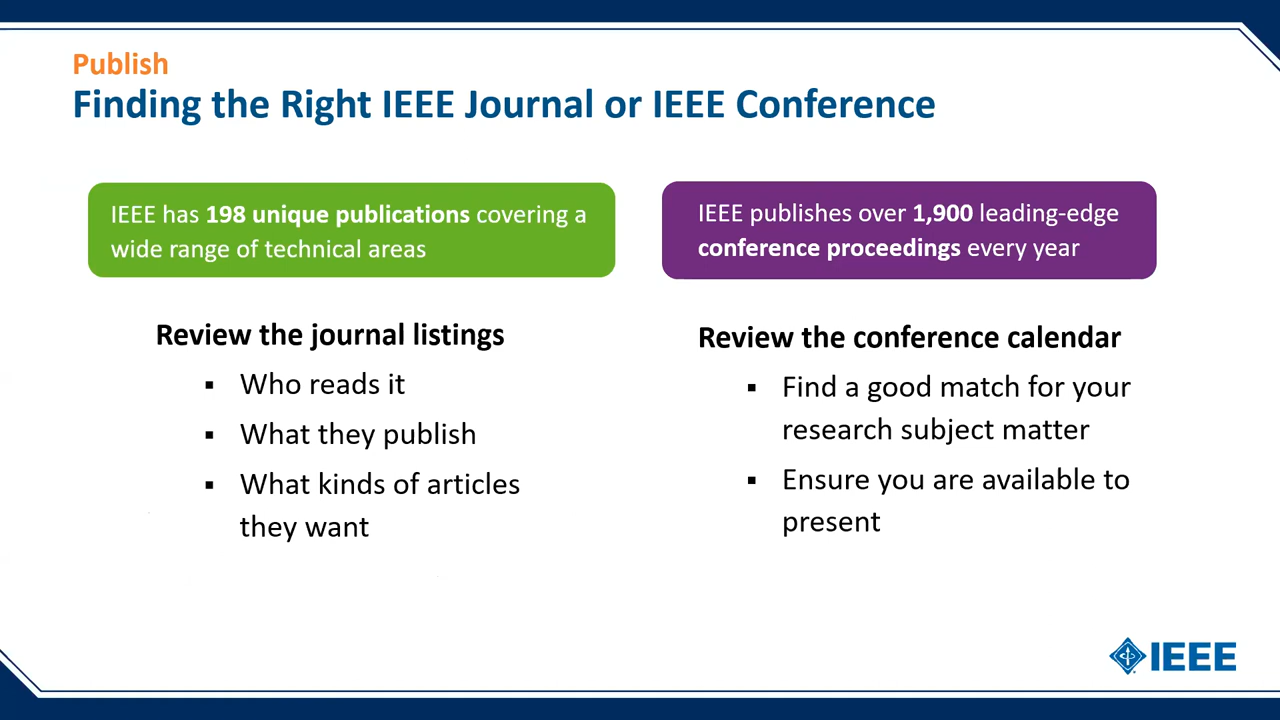 Publish
Finding the Right IEEE Journal or IEEE Conference
IEEE has 198 unique publications covering a
wide range of technical areas
Review the journal listings
▪ Who reads it
▪ What they publish
▪ What kinds of articles
they want
IEEE publishes over 1,900 leading-edge
conference proceedings every year
Review the conference calendar
▪ Find a good match for your
research subject matter
▪ Ensure you are available to
present
IEEE